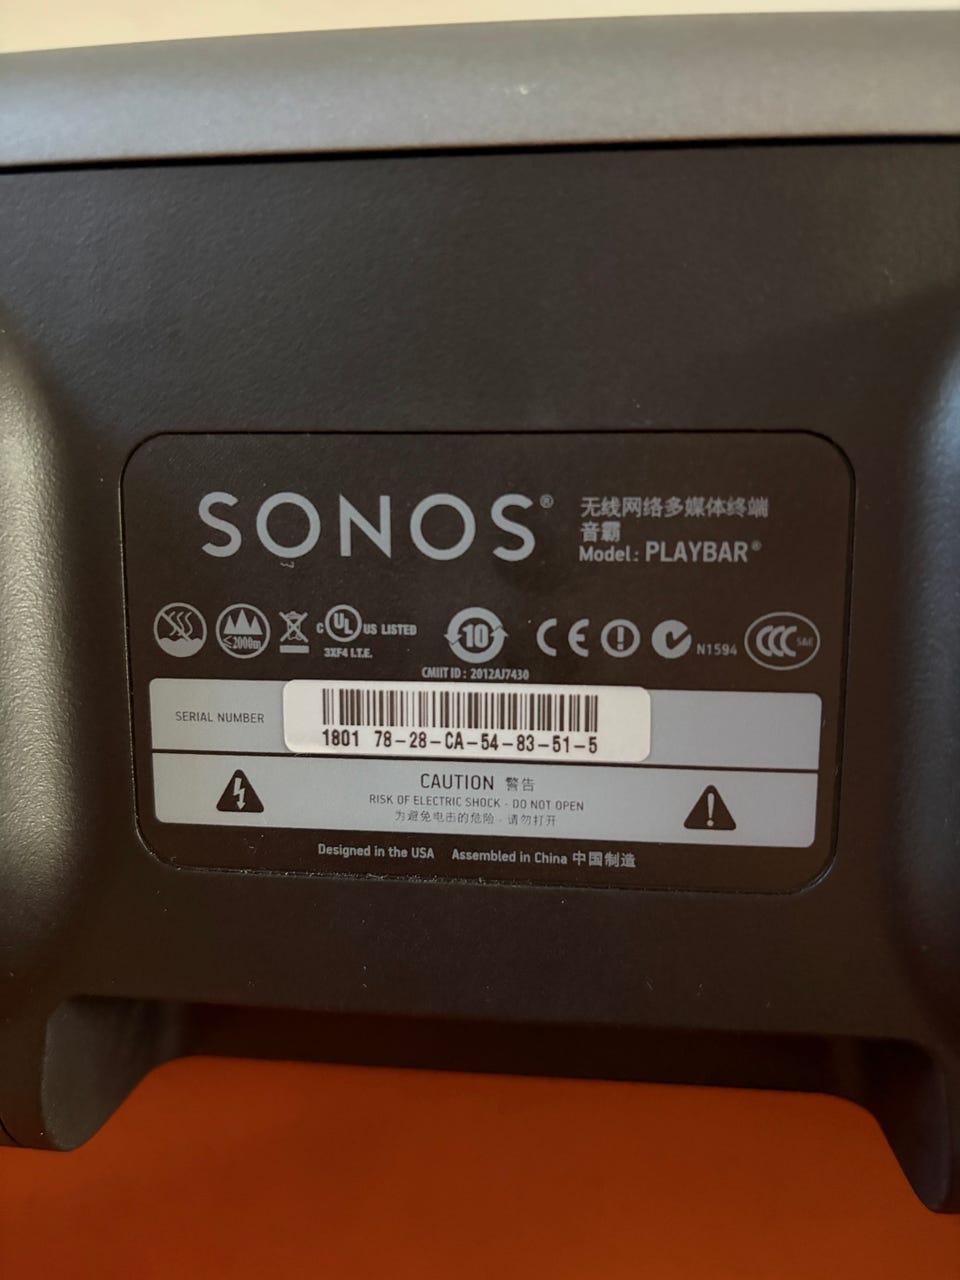 SONOS®
无线网络多媒体终端
音霸
Model: PLAYBAR®
≤2000m
C UL US LISTED
3XF4 I.T.E.
10
CE
N1594
CCC S&E
CMIIT ID: 2012AJ7430
SERIAL NUMBER
1801 78-28-CA-54-83-51-5
CAUTION 警告
RISK OF ELECTRIC SHOCK - DO NOT OPEN
为避免电击的危险 - 请勿打开
Designed in the USA Assembled in China 中国制造